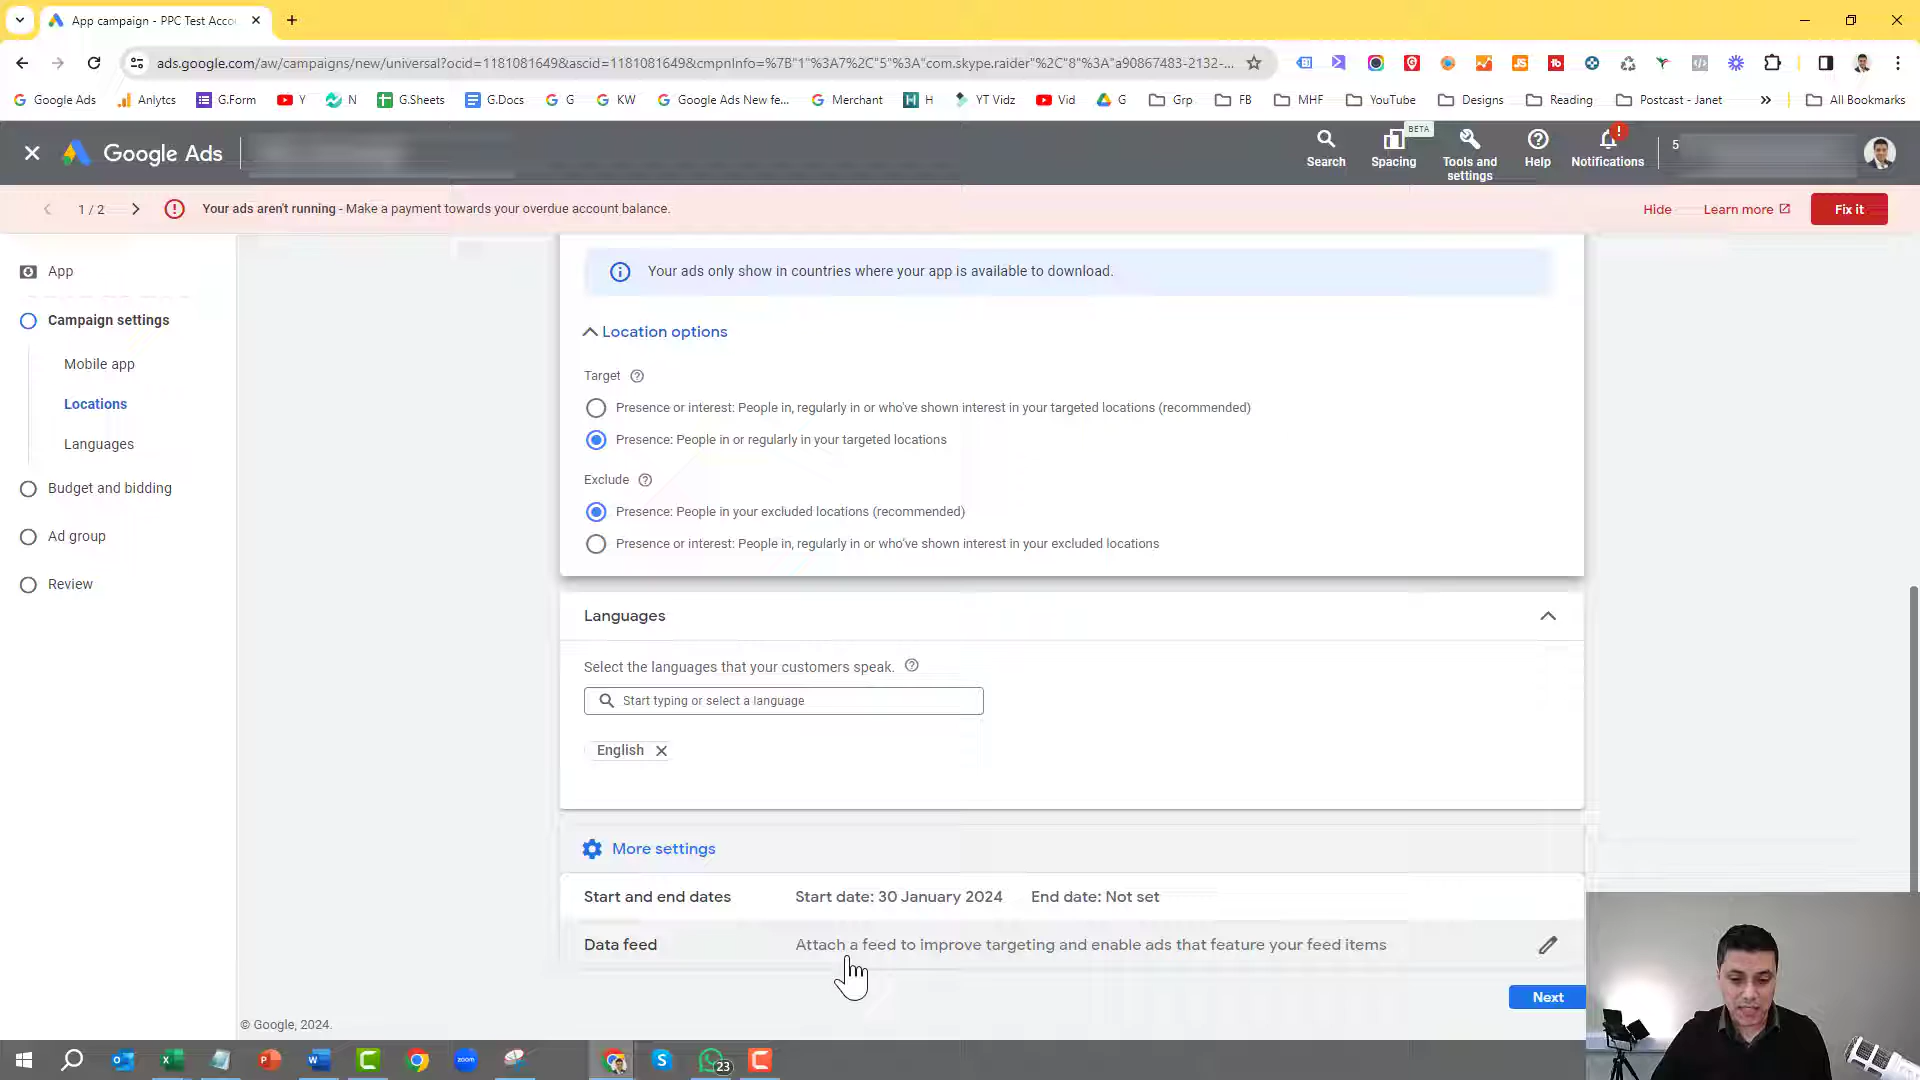 App campaign - PPC Test Acco
ads.google.com/aw/campaigns/new/universal?ocid=1181081649&ascid=1181081649&cmpnInfo=%7B"1"%3A7%2C"5"%3A"com.skype.raider"%2C"8"%3A"a90867483-2132-...
Google Ads Anlytcs G.Form Y N G.Sheets G.Docs G KW Google Ads New fe... Merchant H YT Vidz Vid G Grp FB MHF YouTube Designs Reading Postcast - Janet » All Bookmarks
Google Ads
Search
BETA
Spacing
Tools and settings
Help
Notifications
5
1 / 2
Your ads aren't running - Make a payment towards your overdue account balance.
Hide
Learn more
Fix it
App
Campaign settings
Mobile app
Locations
Languages
Budget and bidding
Ad group
Review
Your ads only show in countries where your app is available to download.
Location options
Target
Presence or interest: People in, regularly in or who've shown interest in your targeted locations (recommended)
Presence: People in or regularly in your targeted locations
Exclude
Presence: People in your excluded locations (recommended)
Presence or interest: People in, regularly in or who've shown interest in your excluded locations
Languages
Select the languages that your customers speak.
Start typing or select a language
English
More settings
Start and end dates Start date: 30 January 2024 End date: Not set
Data feed Attach a feed to improve targeting and enable ads that feature your feed items
Next
© Google, 2024.
zoom
23